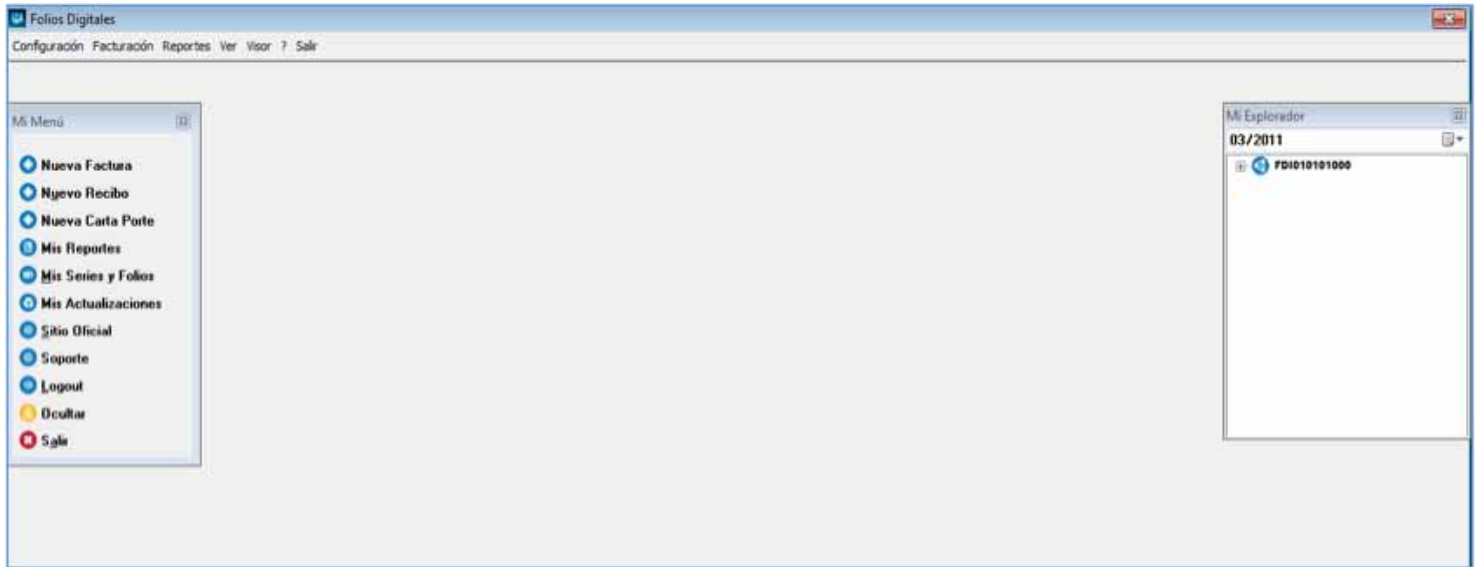 Folios Digitales
Configuración Facturación Reportes Ver Visor ? Salir
Mi Menú
Nueva Factura
Nuevo Recibo
Nueva Carta Porte
Mis Reportes
Mis Series y Folios
Mis Actualizaciones
Sitio Oficial
Soporte
Logout
Ocultar
Salir
Mi Explorador
03/2011
FDI010101000